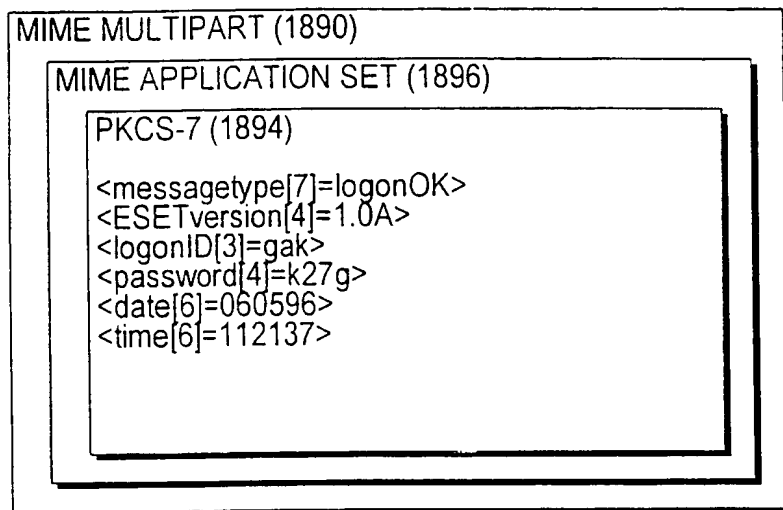 MIME MULTIPART (1890)
MIME APPLICATION SET (1896)
PKCS-7 (1894)
<messagetype[7]=logonOK>
<ESETversion[4]=1.0A>
<logonID[3]=gak>
<password[4]=k27g>
<date[6]=060596>
<time[6]=112137>